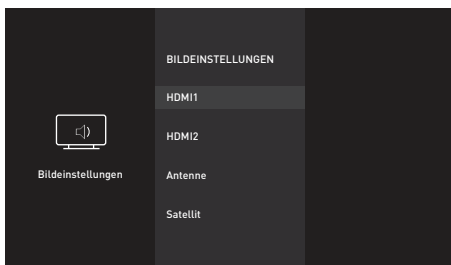 BILDEINSTELLUNGEN
HDMI1
HDMI2
Bildeinstellungen
Antenne
Satellit